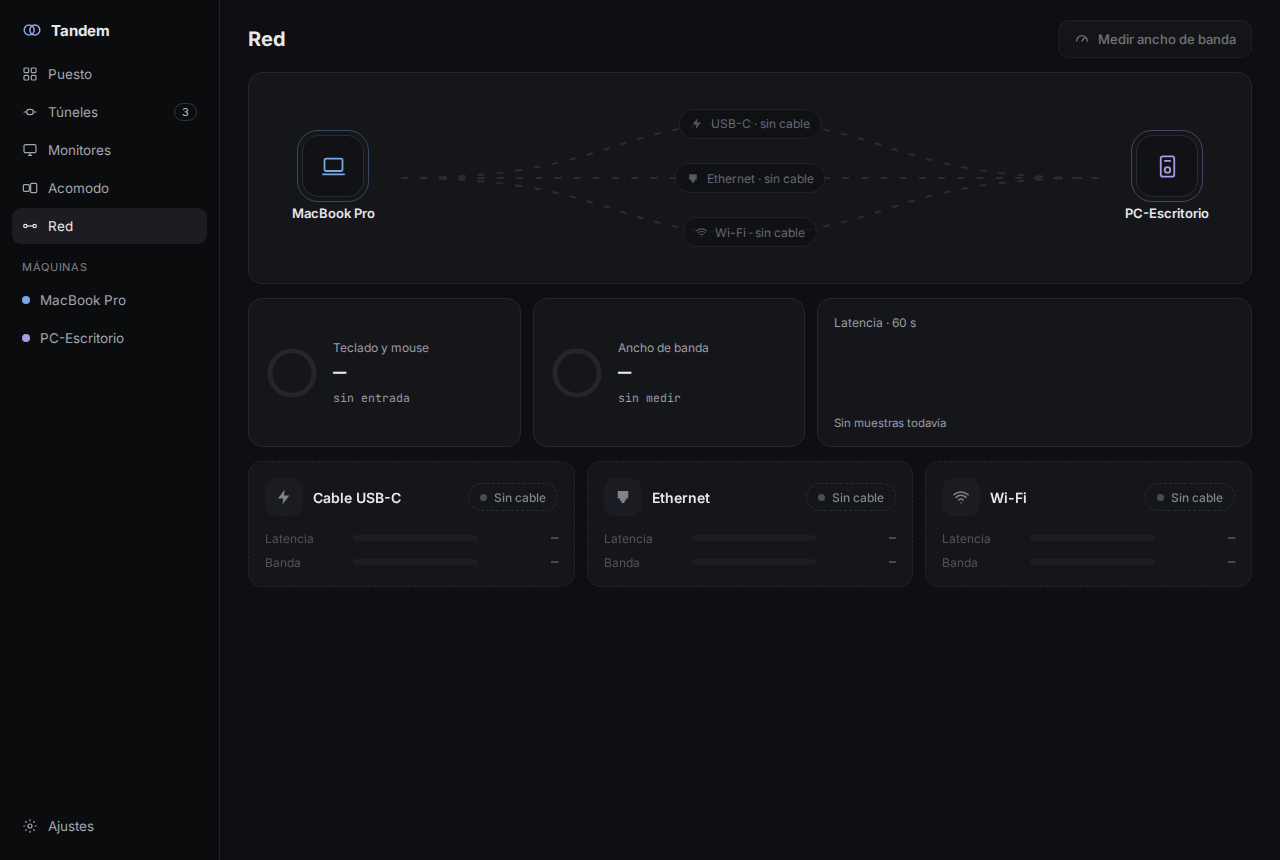 Tandem
Puesto
Túneles 3
Monitores
Acomodo
Red
MÁQUINAS
MacBook Pro
PC-Escritorio
Ajustes
Red
Medir ancho de banda
USB-C · sin cable
Ethernet · sin cable
Wi-Fi · sin cable
MacBook Pro
PC-Escritorio
Teclado y mouse
—
sin entrada
Ancho de banda
—
sin medir
Latencia · 60 s
Sin muestras todavía
Cable USB-C Sin cable
Latencia –
Banda –
Ethernet Sin cable
Latencia –
Banda –
Wi-Fi Sin cable
Latencia –
Banda –